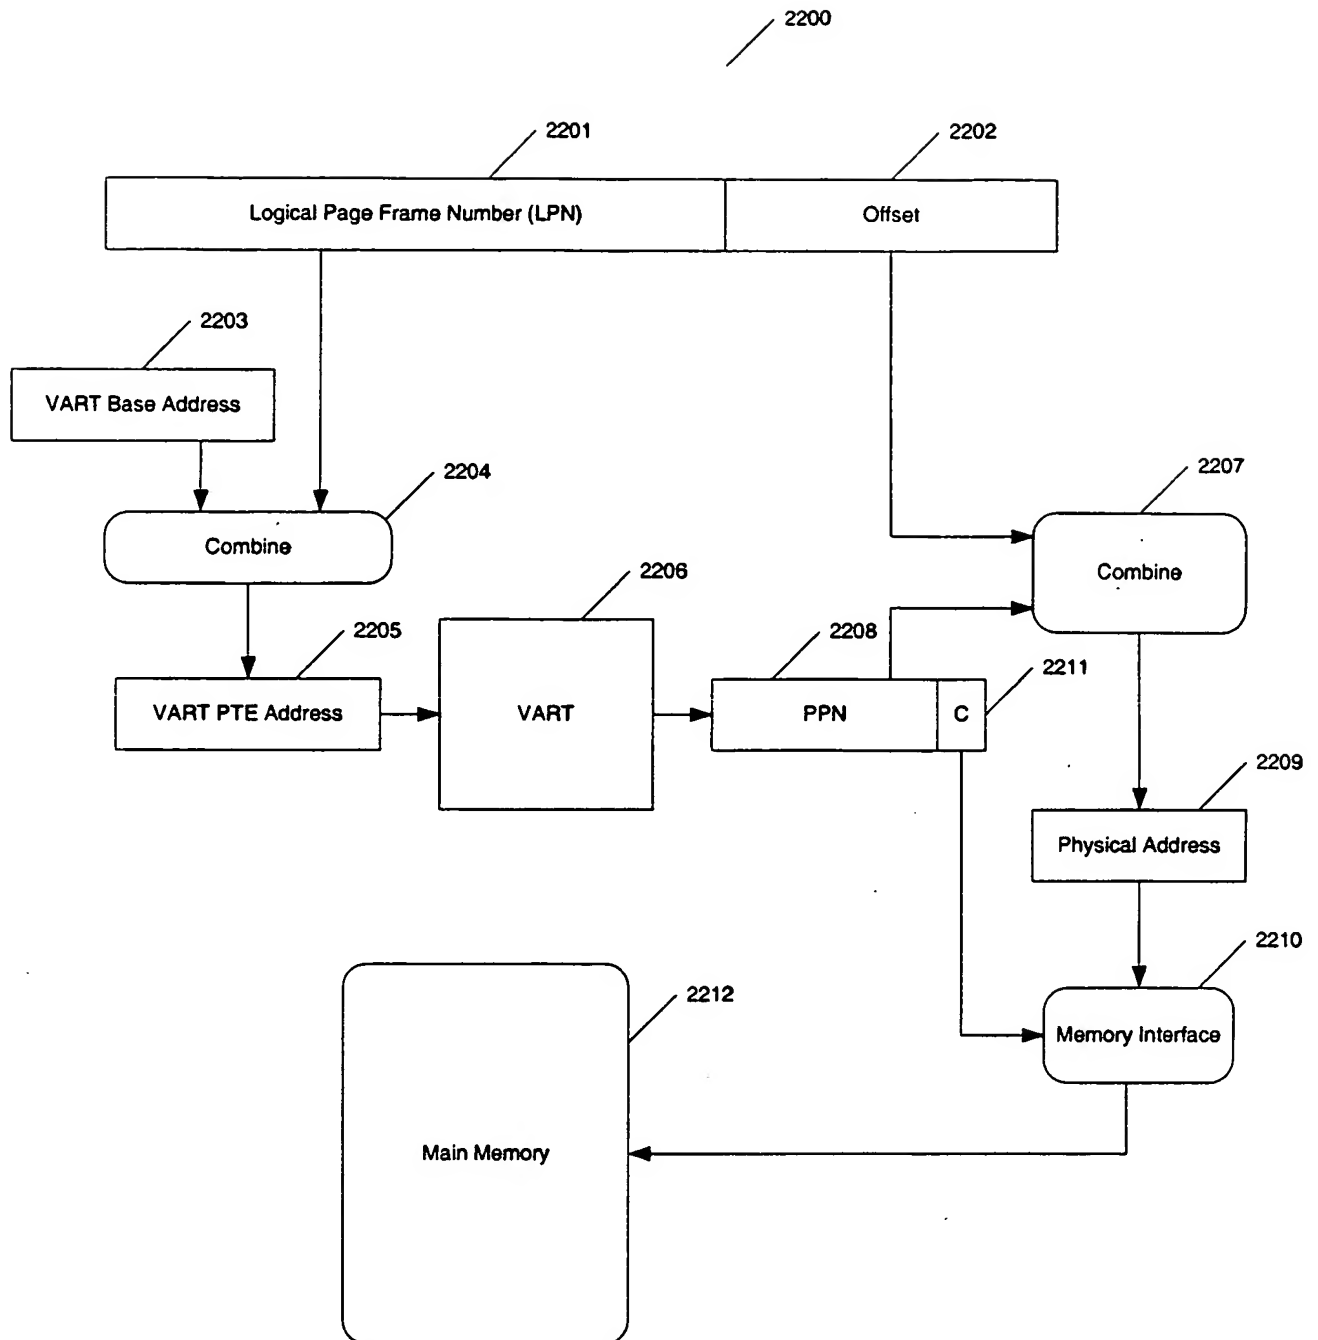 2200
2201
2202
Logical Page Frame Number (LPN)
Offset
2203
VART Base Address
2204
2207
Combine
Combine
2206
2205
2208
2211
VART PTE Address
VART
PPN
C
2209
Physical Address
2210
2212
Memory Interface
Main Memory